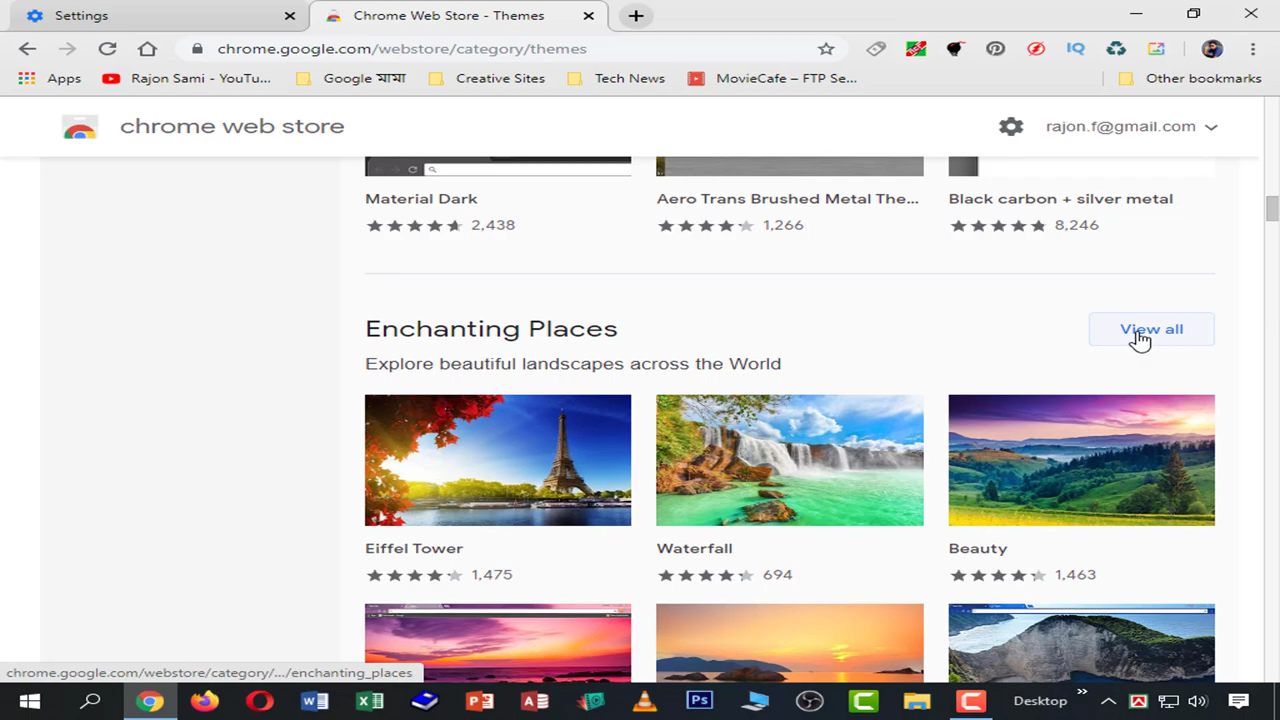 Settings
Chrome Web Store - Themes
chrome.google.com/webstore/category/themes
IQ
Apps
Rajon Sami - YouTu...
Google মামা
Creative Sites
Tech News
MovieCafe – FTP Se...
Other bookmarks
chrome web store
rajon.f@gmail.com
Material Dark
Aero Trans Brushed Metal The...
Black carbon + silver metal
2,438
1,266
8,246
Enchanting Places
View all
Explore beautiful landscapes across the World
Eiffel Tower
Waterfall
Beauty
1,475
694
1,463
chrome.google.com/webstore/category/.../enchanting_places
Ps
Desktop